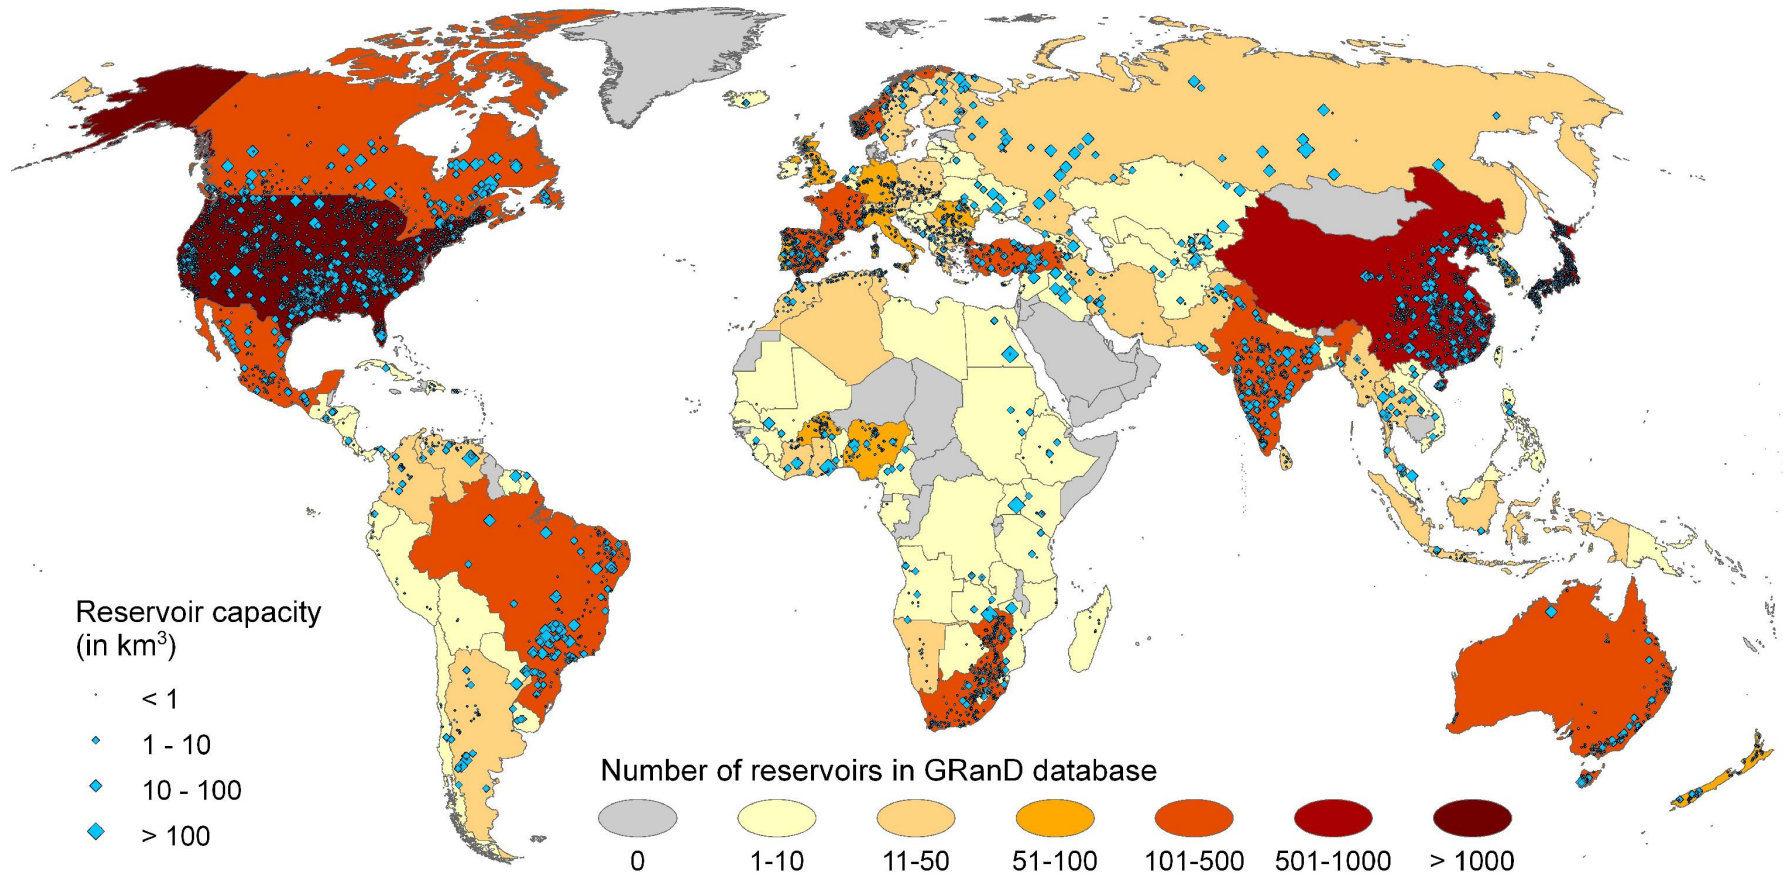 Reservoir capacity
(in km³)
< 1
1 - 10
10 - 100
> 100
Number of reservoirs in GRanD database
0 1-10 11-50 51-100 101-500 501-1000 > 1000